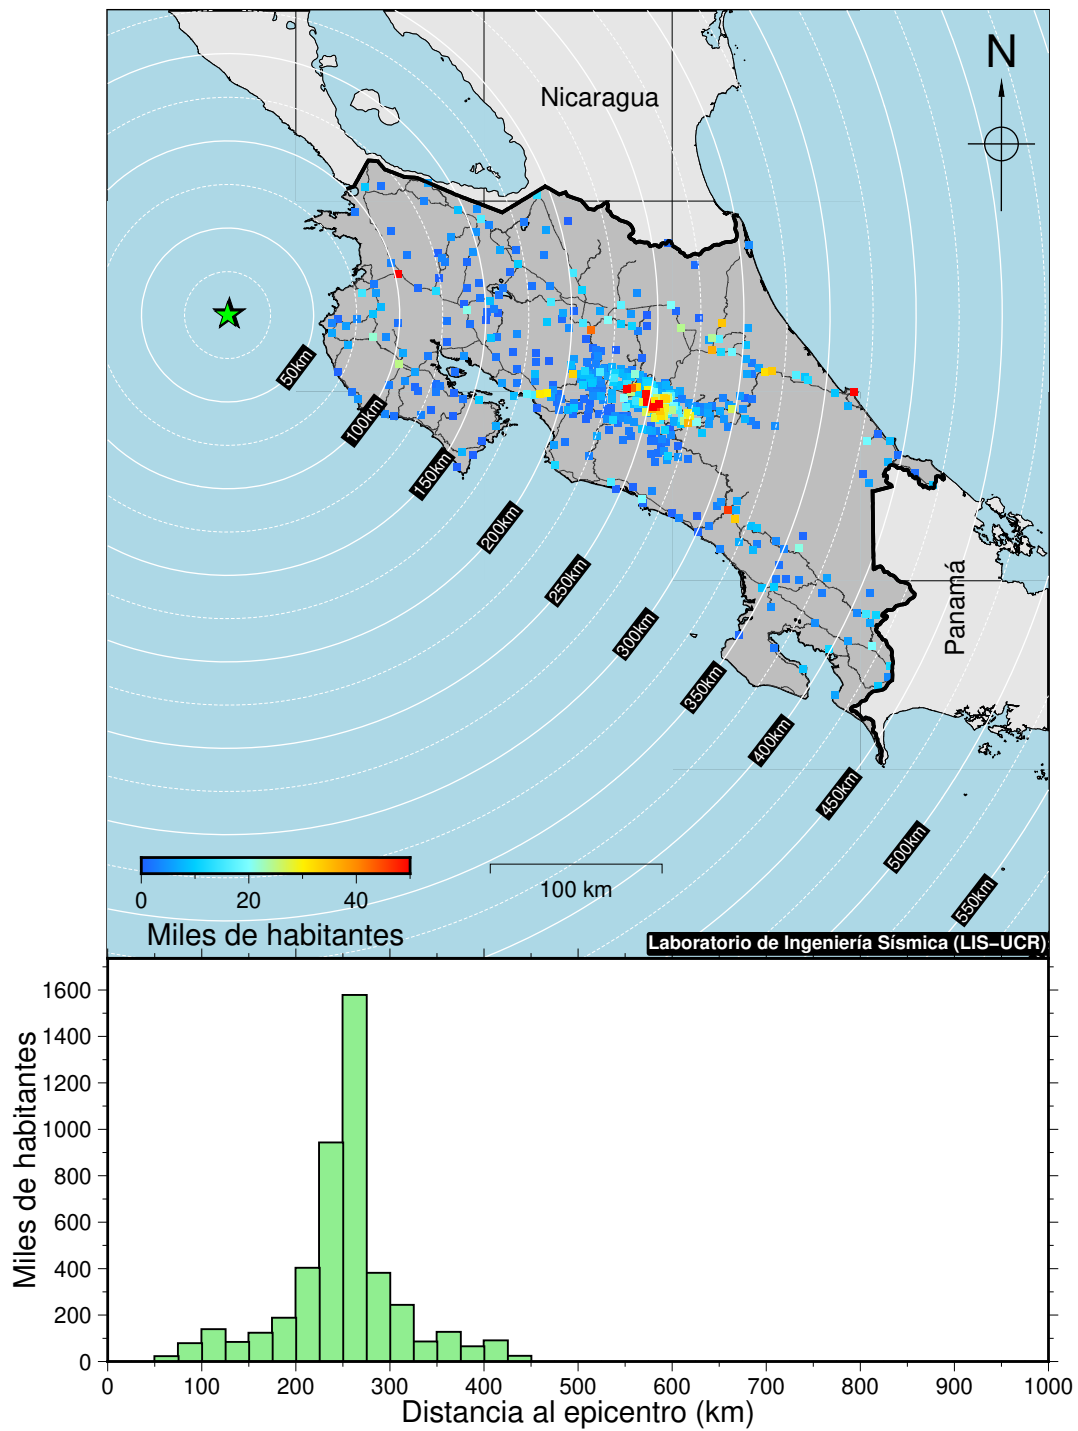 Nicaragua
N
50km
100km
150km
200km
250km
300km
350km
400km
450km
500km
550km
Panamá
0 20 40
Miles de habitantes
100 km
Laboratorio de Ingeniería Sísmica (LIS−UCR)
Miles de habitantes
1600
1400
1200
1000
800
600
400
200
0
0 100 200 300 400 500 600 700 800 900 1000
Distancia al epicentro (km)